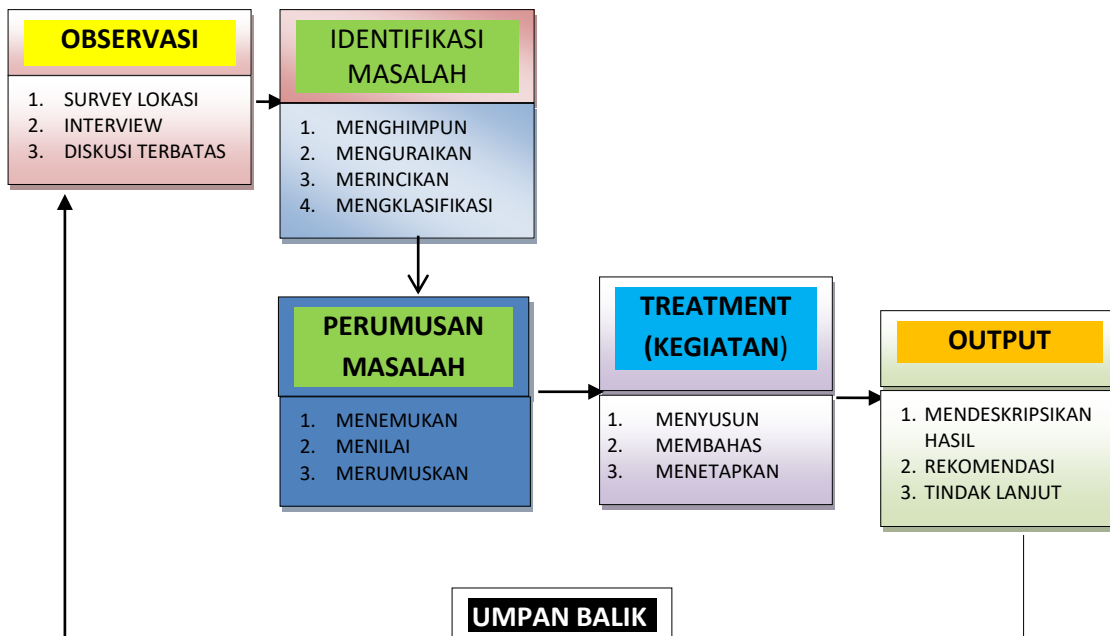 OBSERVASI
1. SURVEY LOKASI
2. INTERVIEW
3. DISKUSI TERBATAS
IDENTIFIKASI
MASALAH
1. MENGHIMPUN
2. MENGURAIKAN
3. MERINCIKAN
4. MENGKLASIFIKASI
PERUMUSAN
MASALAH
1. MENEMUKAN
2. MENILAI
3. MERUMUSKAN
TREATMENT
(KEGIATAN)
1. MENYUSUN
2. MEMBAHAS
3. MENETAPKAN
OUTPUT
1. MENDESKRIPSIKAN
HASIL
2. REKOMENDASI
3. TINDAK LANJUT
UMPAN BALIK